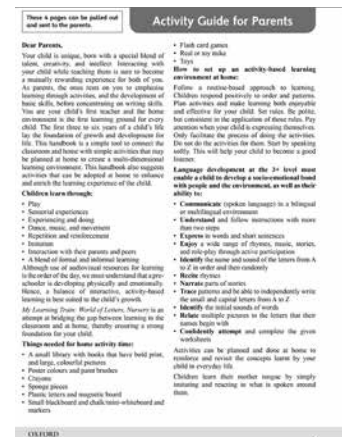 These 4 pages can be pulled out
and sent to the parents.
Activity Guide for Parents
Dear Parents,
Your child is unique, born with a special blend of
talent, creativity, and intellect. Interacting with
your child while teaching them is sure to become
a mutually rewarding experience for both of you.
As parents, the onus rests on you to emphasise
learning through activities, and the development of
basic skills, before concentrating on writing skills.
You are your child's first teacher and the home
environment is the first learning ground for every
child. The first three to six years of a child's life
lay the foundation of growth and development for
life. This handbook is a simple tool to connect the
classroom and home with simple activities that may
be planned at home to create a multi-dimensional
learning environment. This handbook also suggests
activities that can be adopted at home to enhance
and enrich the learning experience of the child.
Children learn through:
• Play
• Sensorial experiences
• Experiencing and doing
• Dance, music, and movement
• Repetition and reinforcement
• Imitation
• Interaction with their parents and peers
• A blend of formal and informal learning
Although use of audiovisual resources for learning
is the order of the day, we must understand that a pre-
schooler is developing physically and emotionally.
Hence, a balance of interactive, activity-based
learning is best suited to the child's growth.
My Learning Train: World of Letters, Nursery is an
attempt at bridging the gap between learning in the
classroom and at home, thereby ensuring a strong
foundation for your child.
Things needed for home activity time:
• A small library with books that have bold print,
and large, colourful pictures
• Poster colours and paint brushes
• Crayons
• Sponge pieces
• Plastic letters and magnetic board
• Small blackboard and chalk/mini-whiteboard and
markers
• Flash card games
• Real or toy mike
• Toys
How to set up an activity-based learning
environment at home:
Follow a routine-based approach to learning.
Children respond positively to order and patterns.
Plan activities and make learning both enjoyable
and effective for your child. Set rules, be polite,
but consistent in the application of these rules. Pay
attention when your child is expressing themselves.
Only facilitate the process of doing the activities.
Do not do the activities for them. Start by speaking
softly. This will help your child to become a good
listener.
Language development at the 3+ level must
enable a child to develop a socio-emotional bond
with people and the environment, as well as their
ability to:
• Communicate (spoken language) in a bilingual
or multilingual environment
• Understand and follow instructions with more
than two steps
• Express in words and short sentences
• Enjoy a wide range of rhymes, music, stories,
and role-play through active participation
• Identify the name and sound of the letters from A
to Z in order and then randomly
• Recite rhymes
• Narrate parts of stories
• Trace patterns and be able to independently write
the small and capital letters from A to Z
• Identify the initial sounds of words
• Relate multiple pictures to the letters that their
names begin with
• Confidently attempt and complete the given
worksheets
Activities can be planned and done at home to
reinforce and revisit the concepts learnt by your
child in everyday life.
Children learn their mother tongue by simply
imitating and reacting to what is spoken around
them.
OXFORD